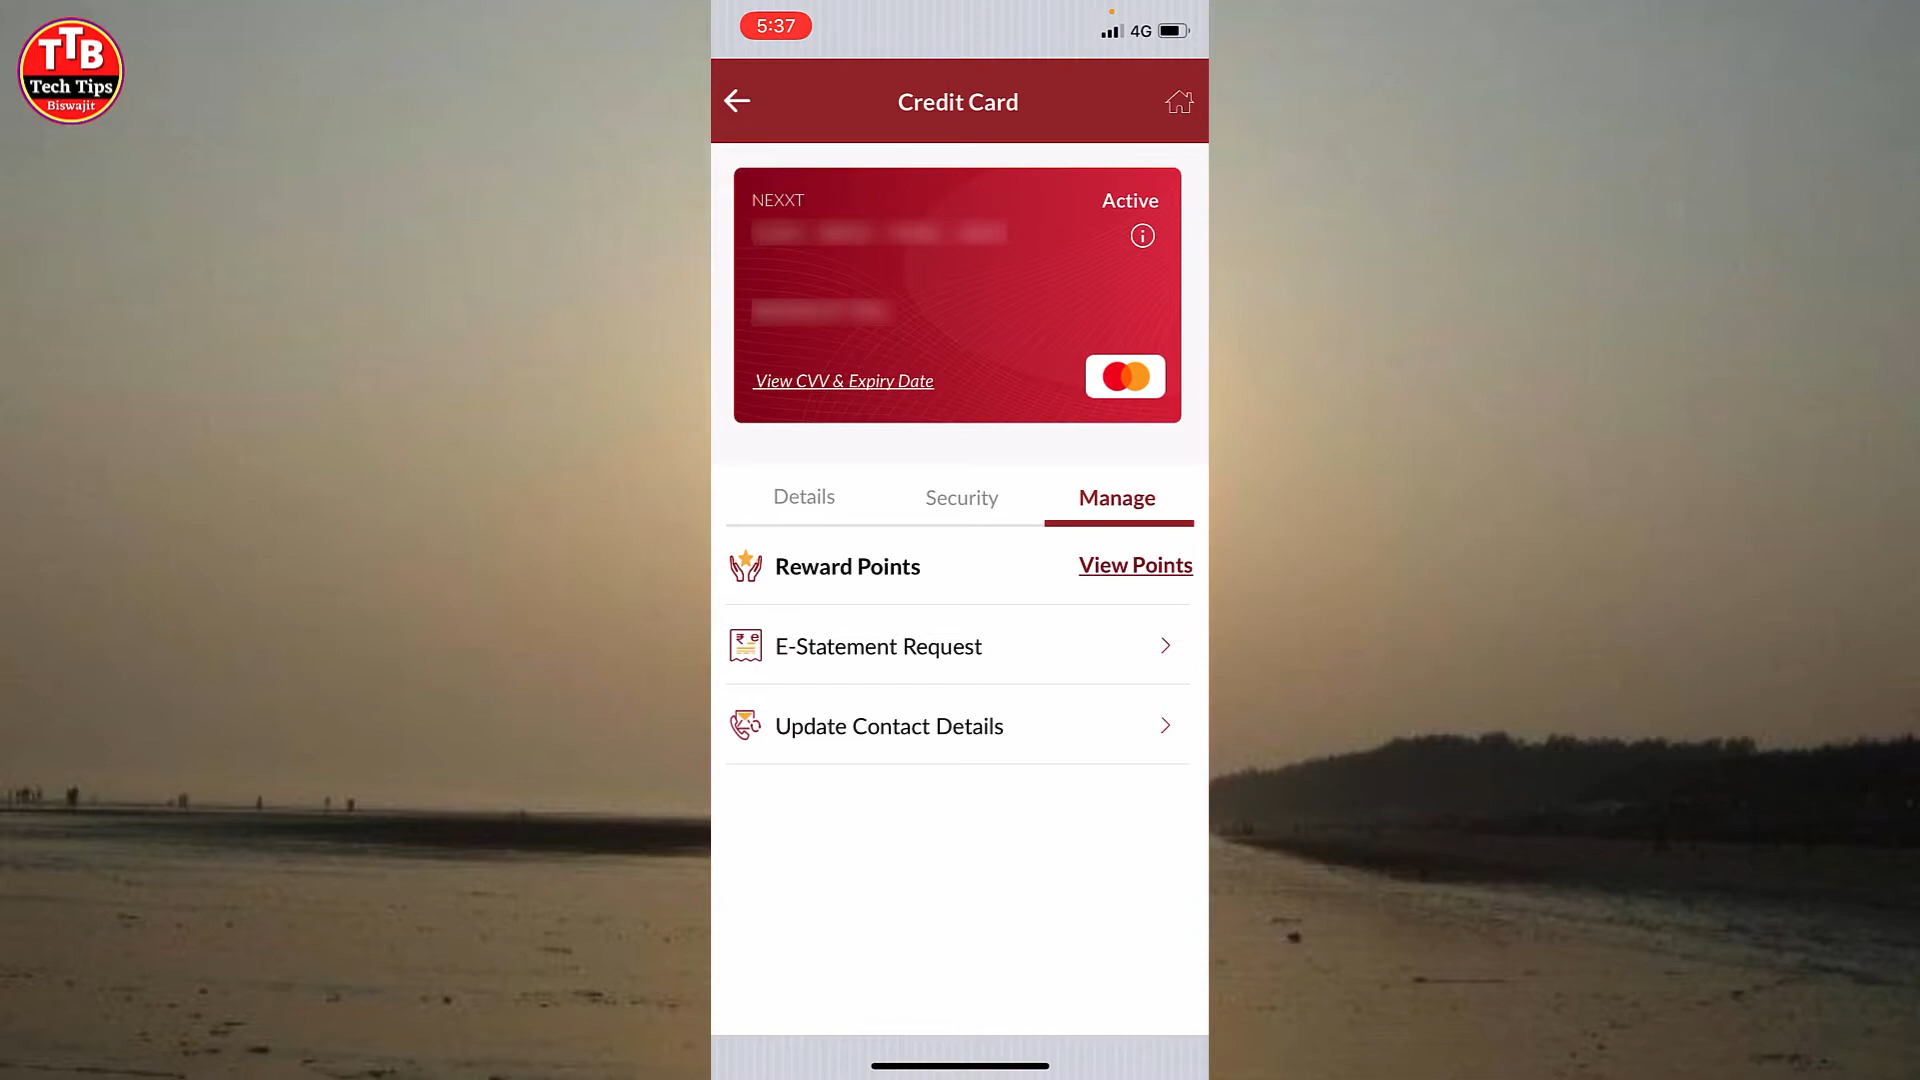 TTB
Tech Tips
Biswajit
5:37
4G
Credit Card
NEXXT
Active
View CVV & Expiry Date
Details
Security
Manage
Reward Points
View Points
E-Statement Request
Update Contact Details